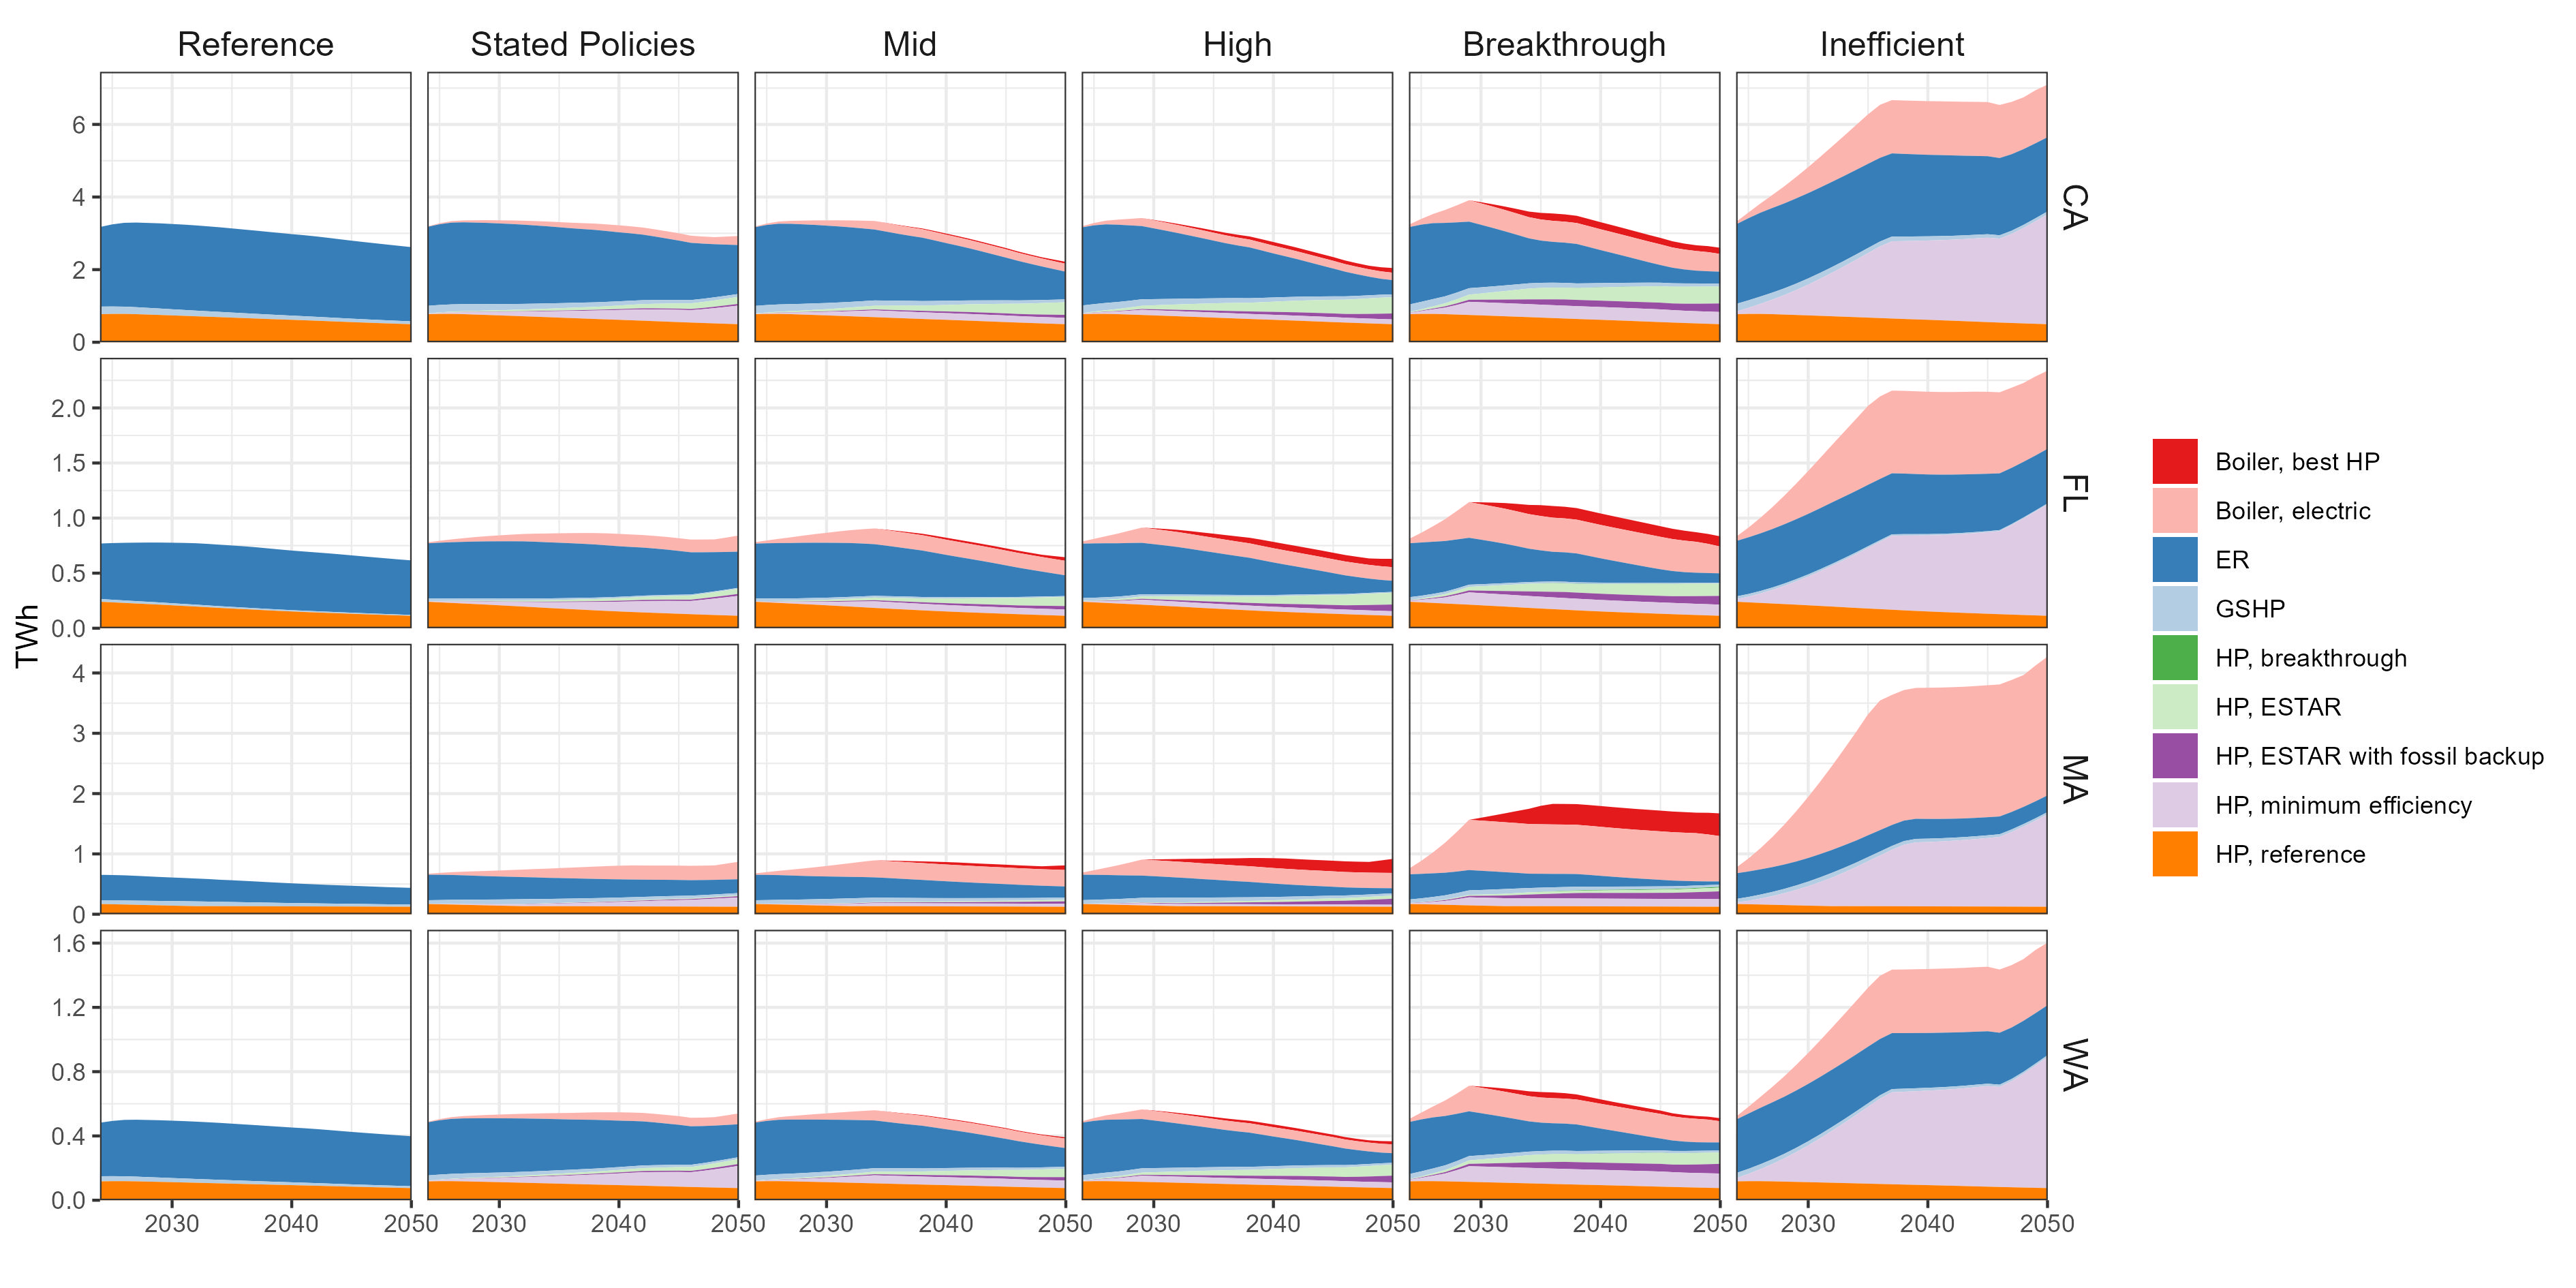 Reference Stated Policies Mid High Breakthrough Inefficient
6
4
2
0
CA
2.0
1.5
1.0
0.5
0.0
FL
TWh
4
3
2
1
0
MA
1.6
1.2
0.8
0.4
0.0
WA
2030 2040 2050 2030 2040 2050 2030 2040 2050 2030 2040 2050 2030 2040 2050 2030 2040 2050
Boiler, best HP
Boiler, electric
ER
GSHP
HP, breakthrough
HP, ESTAR
HP, ESTAR with fossil backup
HP, minimum efficiency
HP, reference